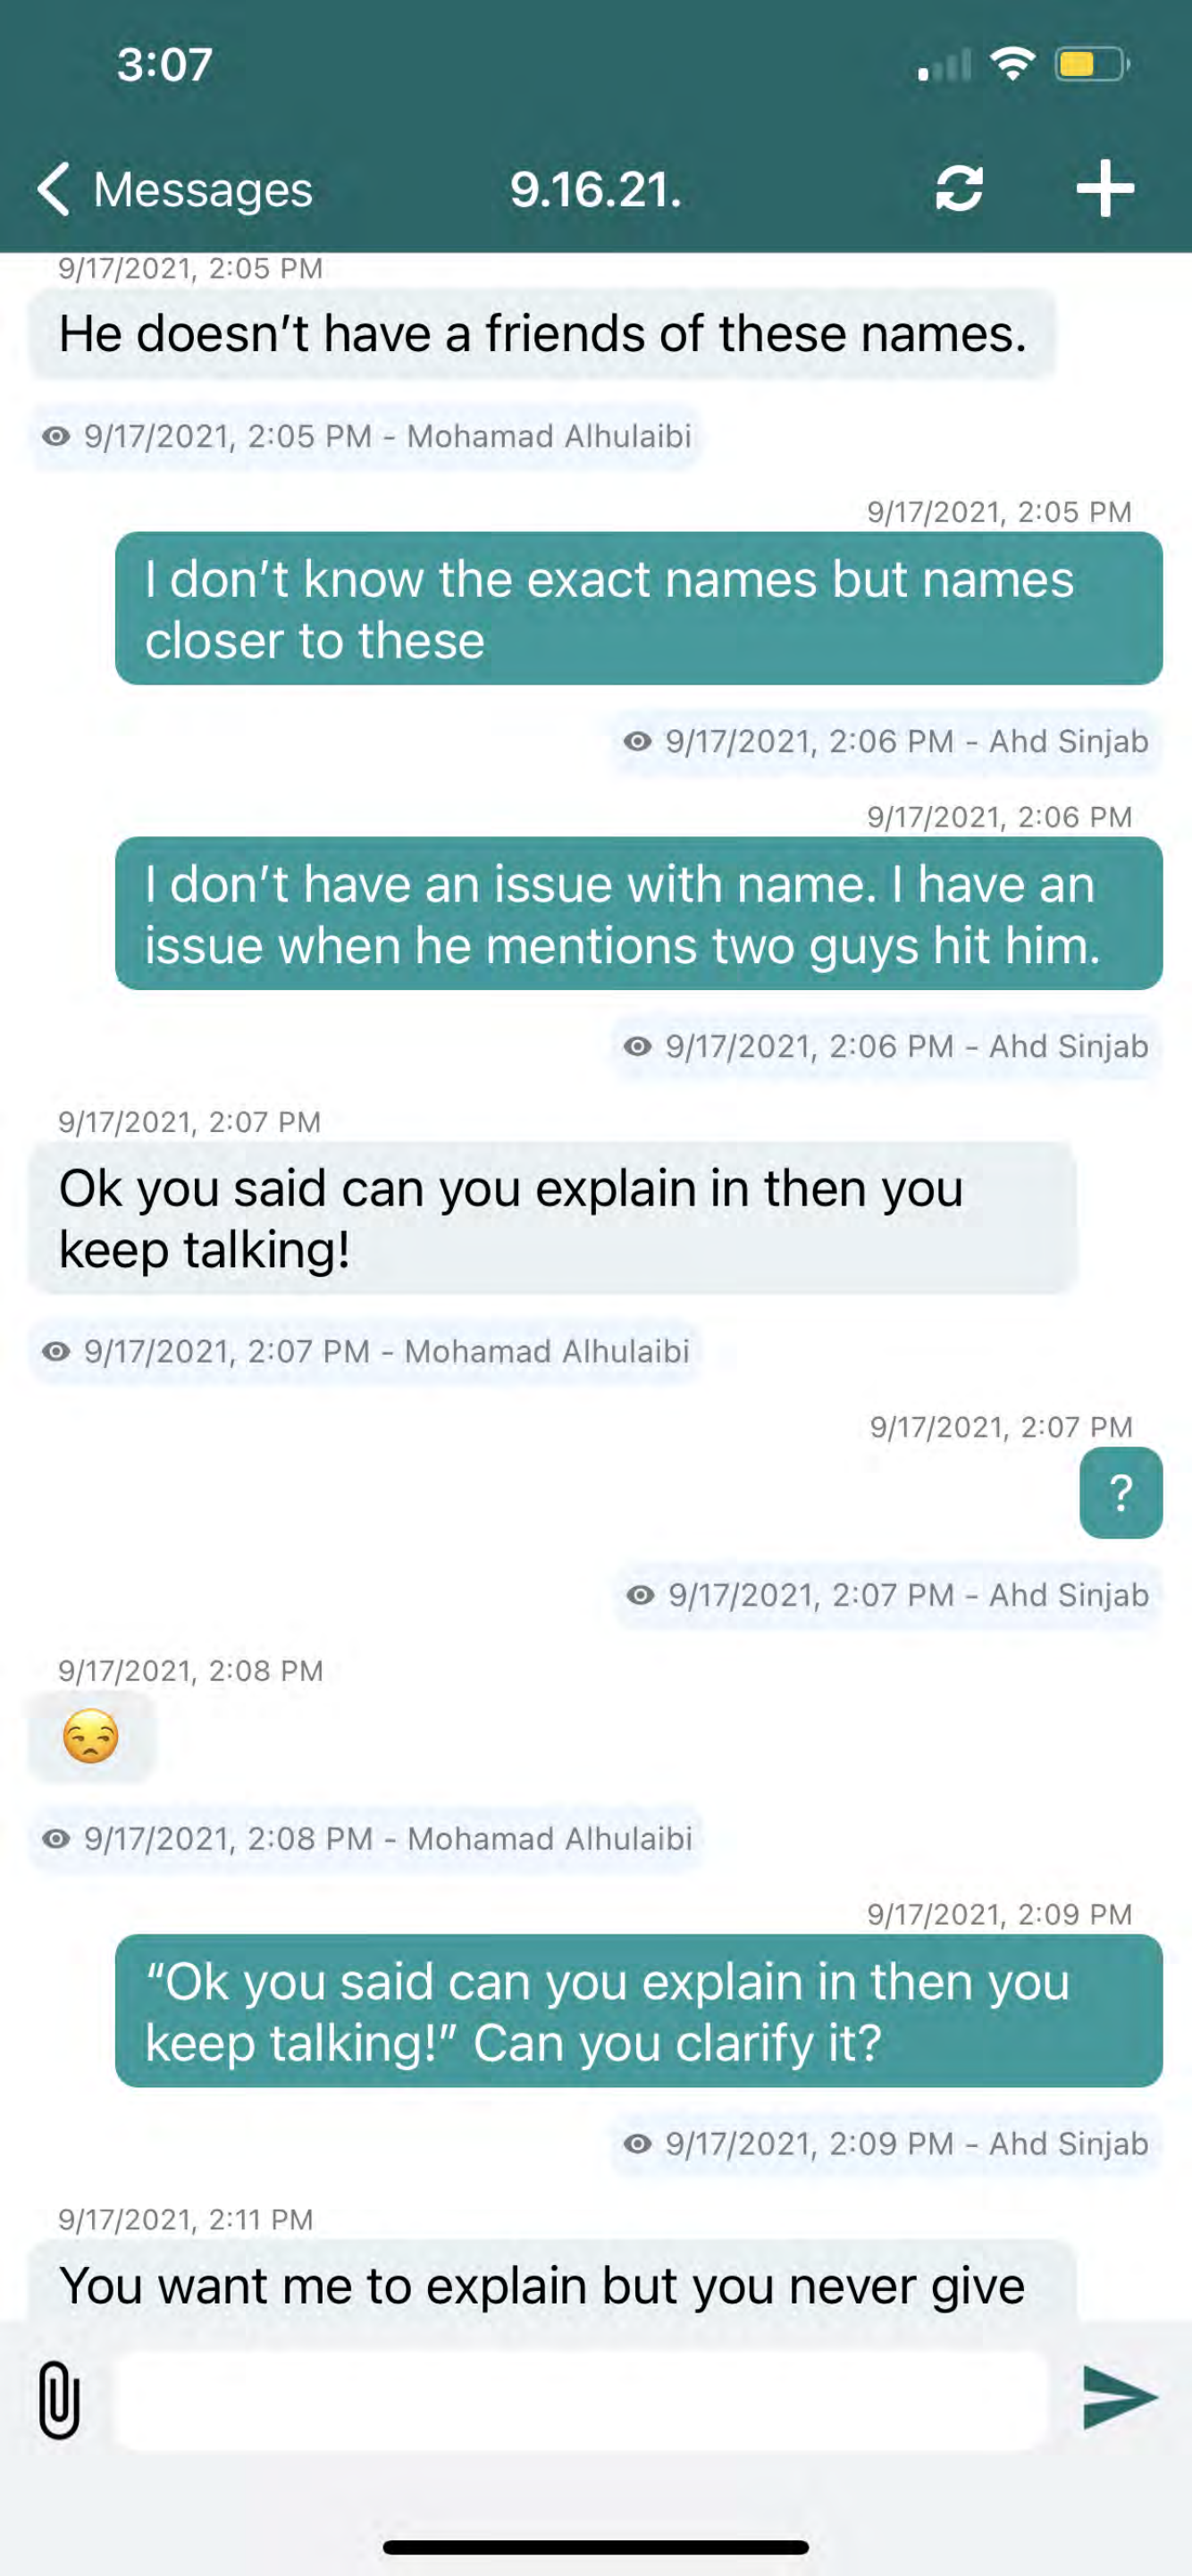 3:07
Messages 9.16.21.
9/17/2021, 2:05 PM
He doesn't have a friends of these names.
9/17/2021, 2:05 PM - Mohamad Alhulaibi
9/17/2021, 2:05 PM
I don't know the exact names but names
closer to these
9/17/2021, 2:06 PM - Ahd Sinjab
9/17/2021, 2:06 PM
I don't have an issue with name. I have an
issue when he mentions two guys hit him.
9/17/2021, 2:06 PM - Ahd Sinjab
9/17/2021, 2:07 PM
Ok you said can you explain in then you
keep talking!
9/17/2021, 2:07 PM - Mohamad Alhulaibi
9/17/2021, 2:07 PM
?
9/17/2021, 2:07 PM - Ahd Sinjab
9/17/2021, 2:08 PM
😒
9/17/2021, 2:08 PM - Mohamad Alhulaibi
9/17/2021, 2:09 PM
“Ok you said can you explain in then you
keep talking!” Can you clarify it?
9/17/2021, 2:09 PM - Ahd Sinjab
9/17/2021, 2:11 PM
You want me to explain but you never give